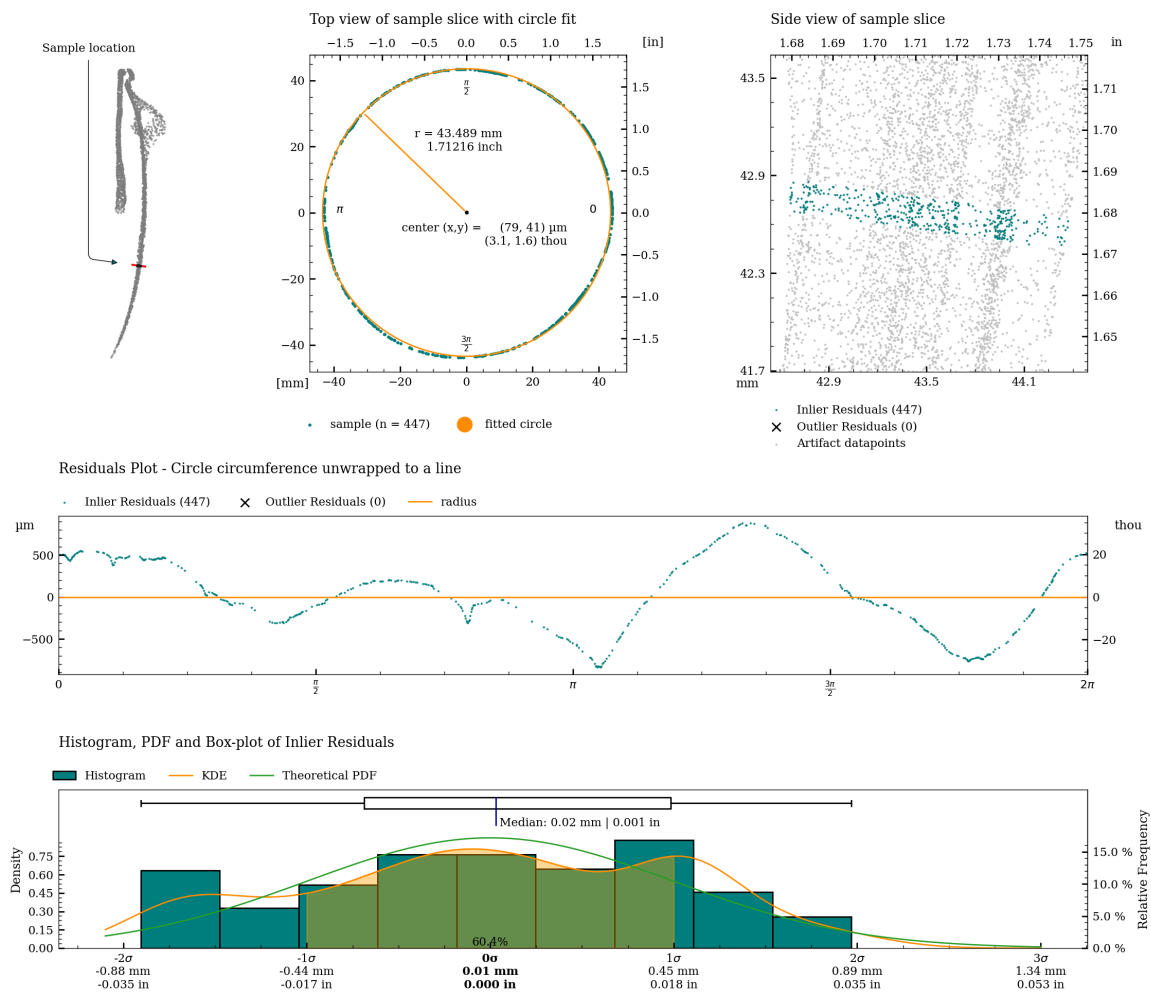 Sample location
Top view of sample slice with circle fit
−1.5 −1.0 −0.5 0.0 0.5 1.0 1.5 [in]
40
20
0
−20
−40
1.5
1.0
0.5
0.0
−0.5
−1.0
−1.5
π/2
r = 43.489 mm
1.71216 inch
π
0
center (x,y) = (79, 41) µm
(3.1, 1.6) thou
3π/2
[mm] −40 −20 0 20 40
sample (n = 447) fitted circle
Side view of sample slice
1.68 1.69 1.70 1.71 1.72 1.73 1.74 1.75 in
43.5
42.9
42.3
41.7
1.71
1.70
1.69
1.68
1.67
1.66
1.65
mm 42.9 43.5 44.1
Inlier Residuals (447)
Outlier Residuals (0)
Artifact datapoints
Residuals Plot - Circle circumference unwrapped to a line
Inlier Residuals (447) Outlier Residuals (0) radius
µm
500
0
−500
thou
20
0
−20
0 π/2 π 3π/2 2π
Histogram, PDF and Box-plot of Inlier Residuals
Histogram KDE Theoretical PDF
Median: 0.02 mm | 0.001 in
Density
0.75
0.60
0.45
0.30
0.15
0.00
Relative Frequency
15.0 %
10.0 %
5.0 %
0.0 %
60.4%
-2σ -1σ 0σ 1σ 2σ 3σ
-0.88 mm -0.44 mm 0.01 mm 0.45 mm 0.89 mm 1.34 mm
-0.035 in -0.017 in 0.000 in 0.018 in 0.035 in 0.053 in